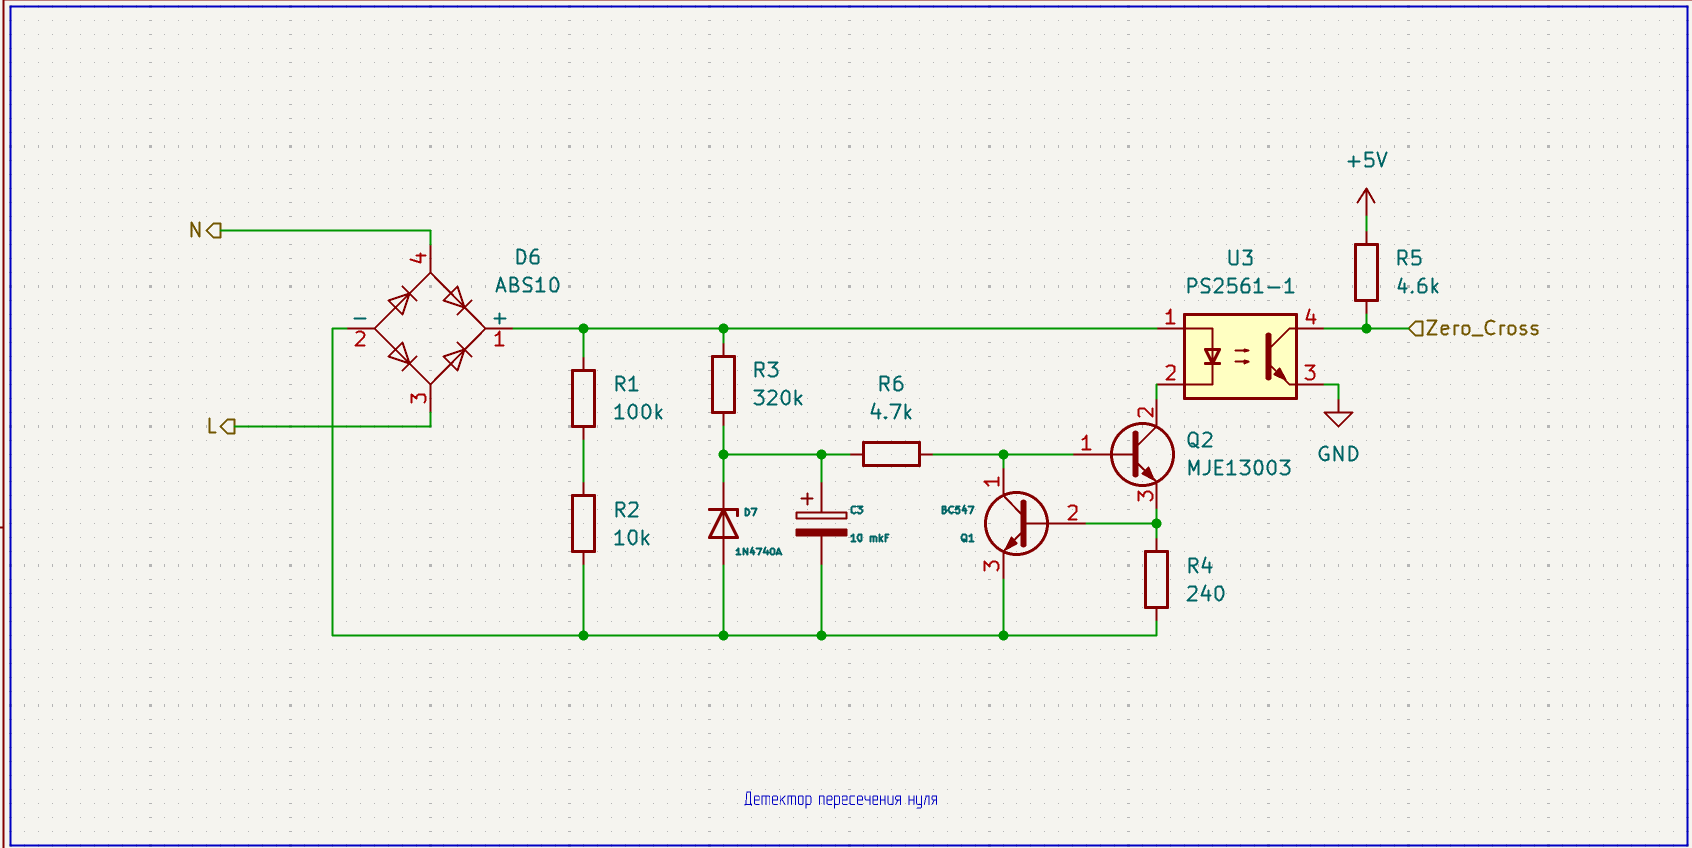 +5V
N
4
D6
ABS10
U3
PS2561-1
R5
4.6k
-
2
+
1
1
4
Zero_Cross
2
3
3
L
R1
100k
R3
320k
R6
4.7k
2
1
Q2
MJE13003
GND
3
1
+
R2
10k
D7
1N4740A
C3
10 mkF
BC547
Q1
2
3
R4
240
Детектор пересечения нуля